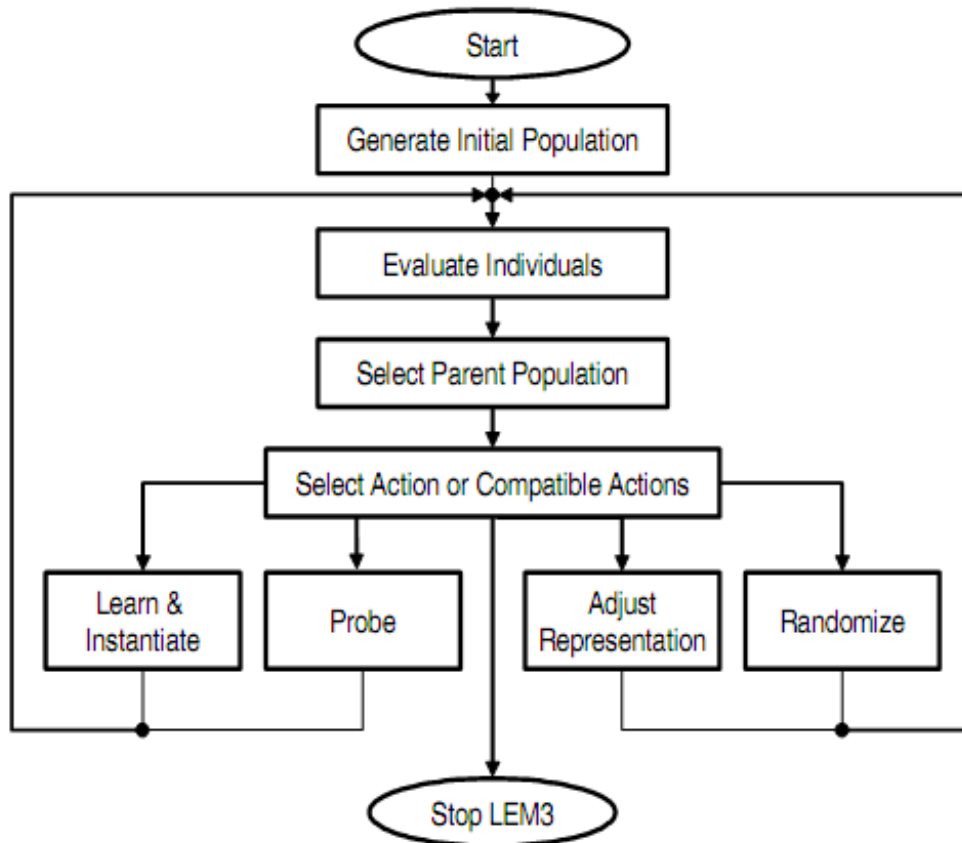 Start
Generate Initial Population
Evaluate Individuals
Select Parent Population
Select Action or Compatible Actions
Learn &
Instantiate
Probe
Adjust
Representation
Randomize
Stop LEM3